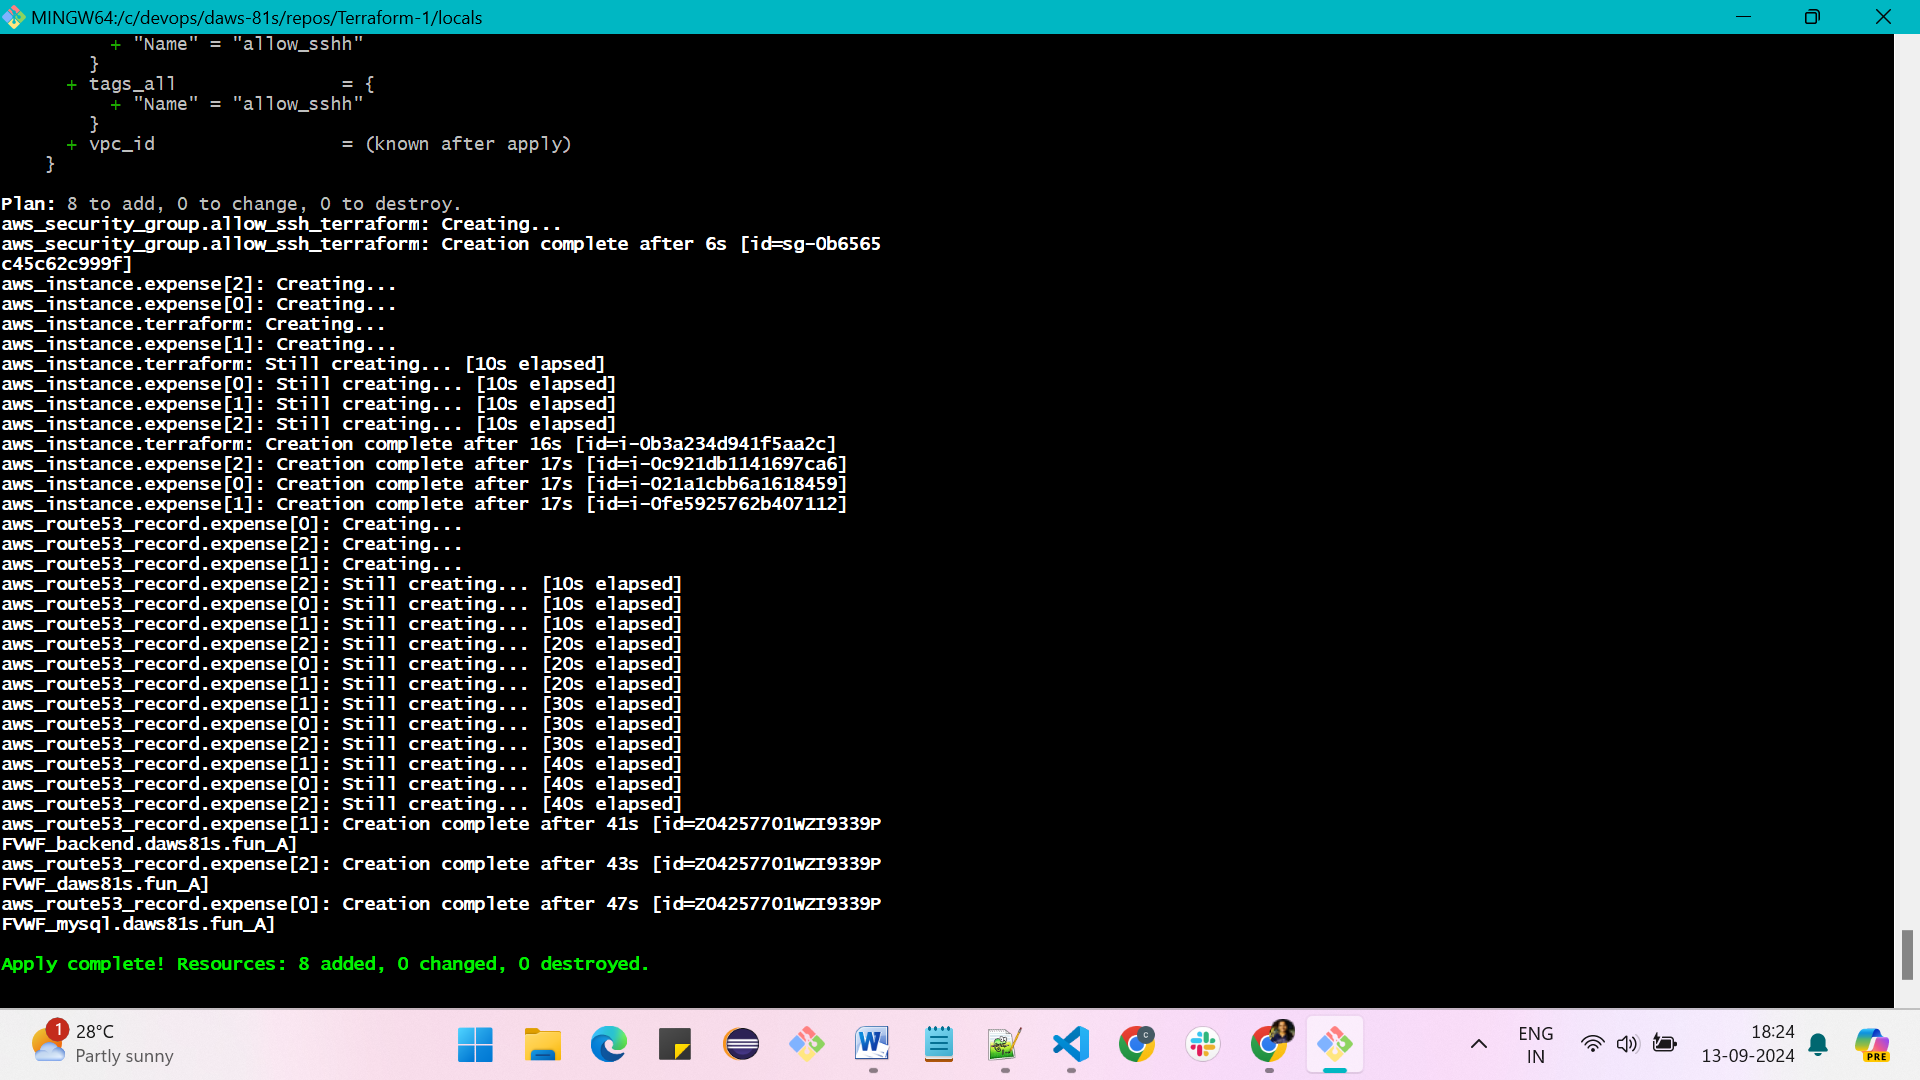 MINGW64:/c/devops/daws-81s/repos/Terraform-1/locals
+ "Name" = "allow_sshh"
}
+ tags_all = {
+ "Name" = "allow_sshh"
}
+ vpc_id = (known after apply)
}
Plan: 8 to add, 0 to change, 0 to destroy.
aws_security_group.allow_ssh_terraform: Creating...
aws_security_group.allow_ssh_terraform: Creation complete after 6s [id=sg-0b6565
c45c62c999f]
aws_instance.expense[2]: Creating...
aws_instance.expense[0]: Creating...
aws_instance.terraform: Creating...
aws_instance.expense[1]: Creating...
aws_instance.terraform: Still creating... [10s elapsed]
aws_instance.expense[0]: Still creating... [10s elapsed]
aws_instance.expense[1]: Still creating... [10s elapsed]
aws_instance.expense[2]: Still creating... [10s elapsed]
aws_instance.terraform: Creation complete after 16s [id=i-0b3a234d941f5aa2c]
aws_instance.expense[2]: Creation complete after 17s [id=i-0c921db1141697ca6]
aws_instance.expense[0]: Creation complete after 17s [id=i-021a1cbb6a1618459]
aws_instance.expense[1]: Creation complete after 17s [id=i-0fe5925762b407112]
aws_route53_record.expense[0]: Creating...
aws_route53_record.expense[2]: Creating...
aws_route53_record.expense[1]: Creating...
aws_route53_record.expense[2]: Still creating... [10s elapsed]
aws_route53_record.expense[0]: Still creating... [10s elapsed]
aws_route53_record.expense[1]: Still creating... [10s elapsed]
aws_route53_record.expense[2]: Still creating... [20s elapsed]
aws_route53_record.expense[0]: Still creating... [20s elapsed]
aws_route53_record.expense[1]: Still creating... [20s elapsed]
aws_route53_record.expense[1]: Still creating... [30s elapsed]
aws_route53_record.expense[0]: Still creating... [30s elapsed]
aws_route53_record.expense[2]: Still creating... [30s elapsed]
aws_route53_record.expense[1]: Still creating... [40s elapsed]
aws_route53_record.expense[0]: Still creating... [40s elapsed]
aws_route53_record.expense[2]: Still creating... [40s elapsed]
aws_route53_record.expense[1]: Creation complete after 41s [id=Z04257701WZI9339P
FVWF_backend.daws81s.fun_A]
aws_route53_record.expense[2]: Creation complete after 43s [id=Z04257701WZI9339P
FVWF_daws81s.fun_A]
aws_route53_record.expense[0]: Creation complete after 47s [id=Z04257701WZI9339P
FVWF_mysql.daws81s.fun_A]
Apply complete! Resources: 8 added, 0 changed, 0 destroyed.
1
28°C
Partly sunny
W
C
PRE
ENG
IN
18:24
13-09-2024